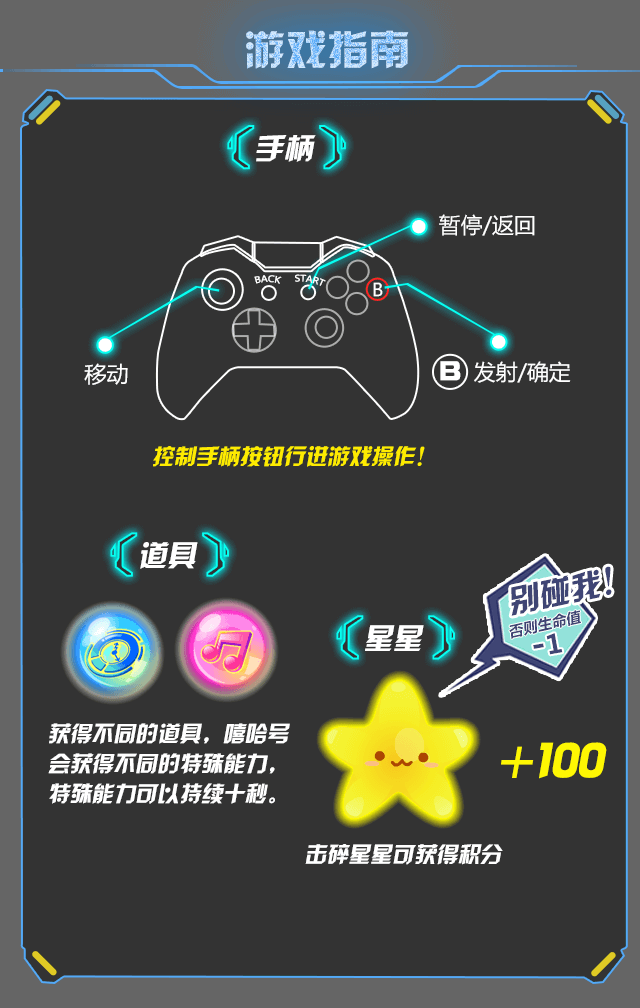 游戏指南
手柄
暂停/返回
BACK
START
B
移动
B 发射/确定
控制手柄按钮行进游戏操作!
道具
别碰我!
否则生命值
-1
星星
获得不同的道具,嘻哈号
会获得不同的特殊能力,
特殊能力可以持续十秒。
+100
击碎星星可获得积分